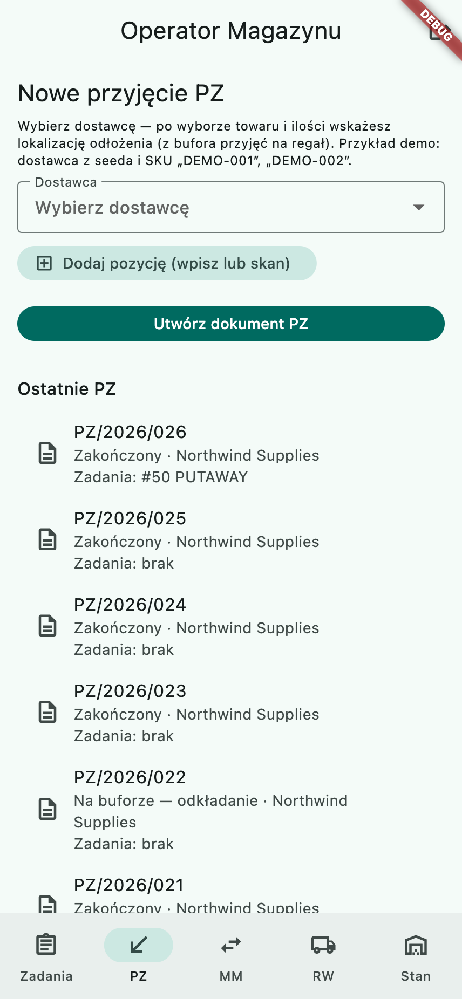 Operator Magazynu
DEBUG
Nowe przyjęcie PZ
Wybierz dostawcę — po wyborze towaru i ilości wskażesz
lokalizację odłożenia (z bufora przyjęć na regał). Przykład demo:
dostawca z seeda i SKU „DEMO-001”, „DEMO-002”.
Dostawca
Wybierz dostawcę
Dodaj pozycję (wpisz lub skan)
Utwórz dokument PZ
Ostatnie PZ
PZ/2026/026
Zakończony · Northwind Supplies
Zadania: #50 PUTAWAY
PZ/2026/025
Zakończony · Northwind Supplies
Zadania: brak
PZ/2026/024
Zakończony · Northwind Supplies
Zadania: brak
PZ/2026/023
Zakończony · Northwind Supplies
Zadania: brak
PZ/2026/022
Na buforze — odkładanie · Northwind
Supplies
Zadania: brak
PZ/2026/021
Zakończony · Northwind Supplies
Zadania
PZ
MM
RW
Stan